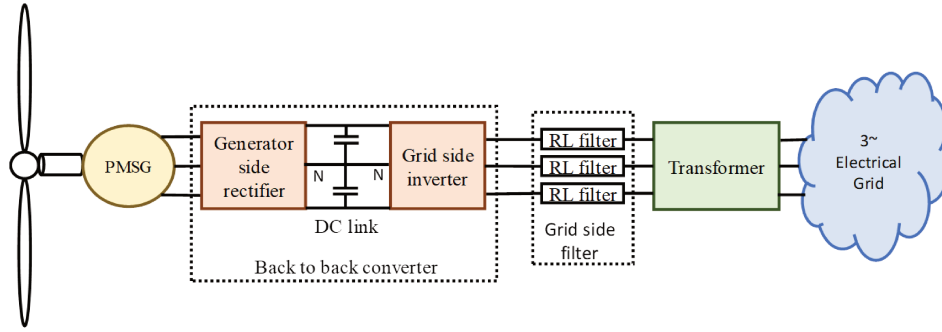 PMSG
Generator
side
rectifier
N
N
DC link
Grid side
inverter
Back to back converter
RL filter
RL filter
RL filter
Grid side
filter
Transformer
3~
Electrical
Grid